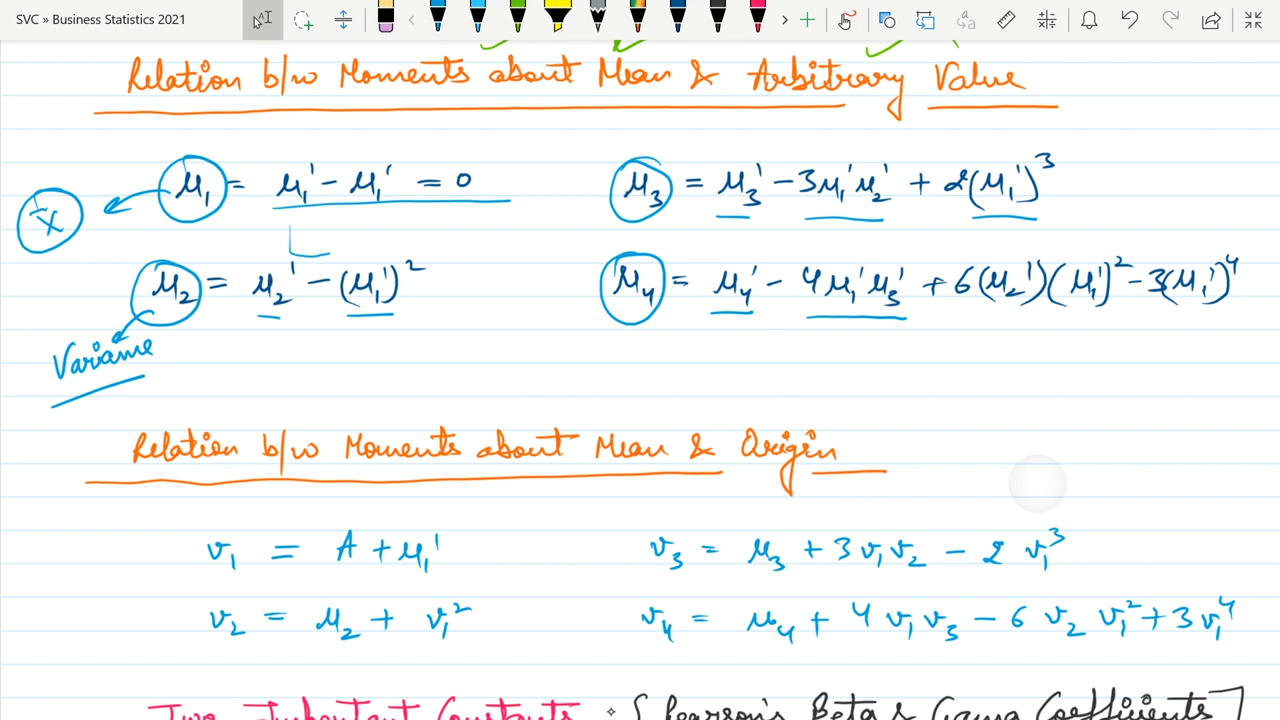 SVC » Business Statistics 2021
Relation b/w Moments about Mean & Arbitrary Value
μ₁ = μ₁' - μ₁' = 0
μ₃ = μ₃' - 3μ₁'μ₂' + 2(μ₁')³
X̄
μ₂ = μ₂' - (μ₁')²
μ₄ = μ₄' - 4μ₁'μ₃' + 6(μ₂')(μ₁')² - 3(μ₁')⁴
Variance
Relation b/w Moments about Mean & Origin
v₁ = A + μ₁'
v₃ = μ₃ + 3v₁v₂ - 2v₁³
v₂ = μ₂ + v₁²
v₄ = μ₄ + 4v₁v₃ - 6v₂v₁² + 3v₁⁴
Two Important Constants : [Pearson's Beta & Gama Coefficients]